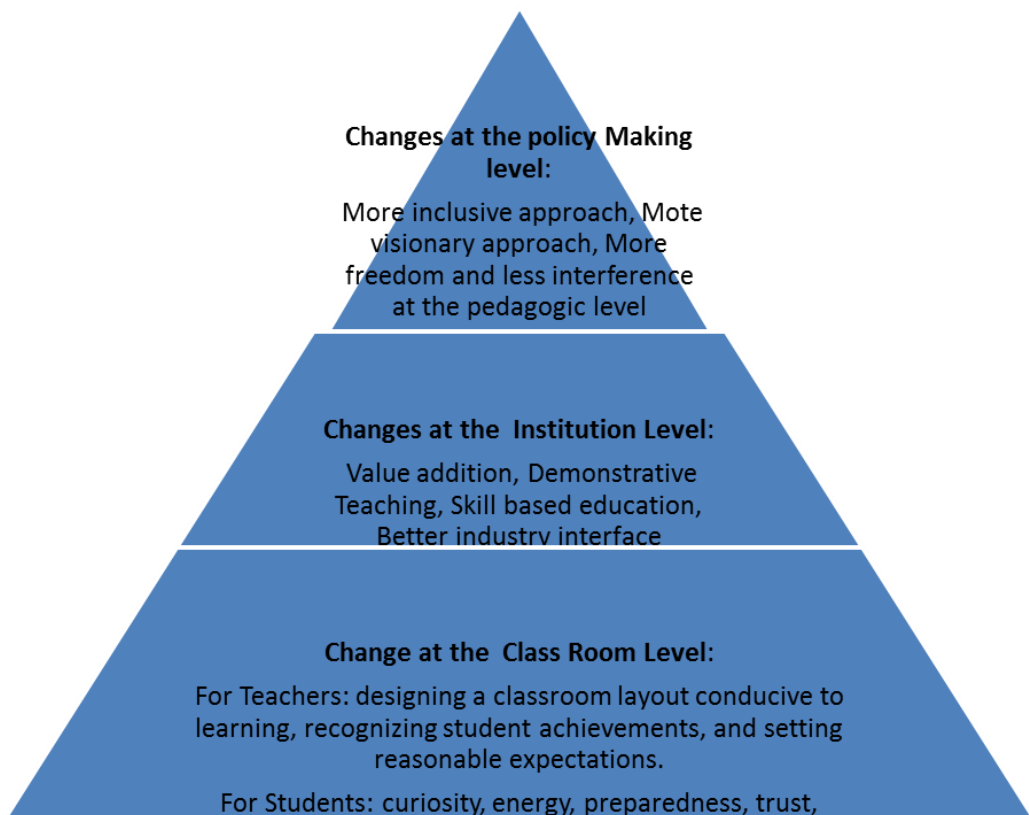 Changes at the policy Making
level:
More inclusive approach, Mote
visionary approach, More
freedom and less interference
at the pedagogic level
Changes at the Institution Level:
Value addition, Demonstrative
Teaching, Skill based education,
Better industry interface
Change at the Class Room Level:
For Teachers: designing a classroom layout conducive to
learning, recognizing student achievements, and setting
reasonable expectations.
For Students: curiosity, energy, preparedness, trust,